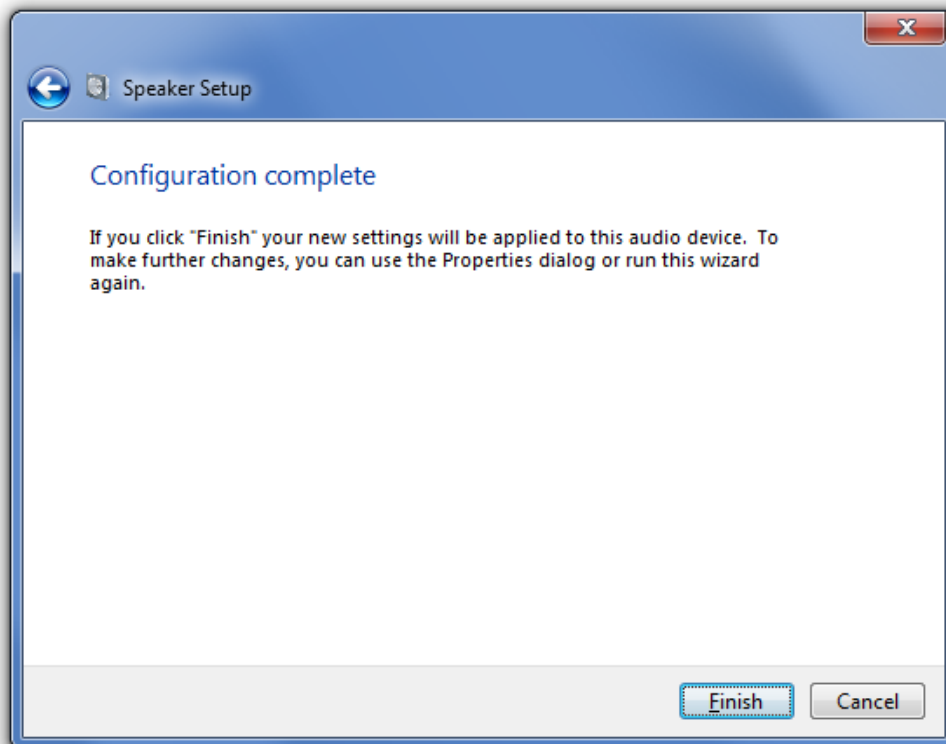 Speaker Setup
Configuration complete
If you click "Finish" your new settings will be applied to this audio device.  To
make further changes, you can use the Properties dialog or run this wizard
again.
Finish
Cancel